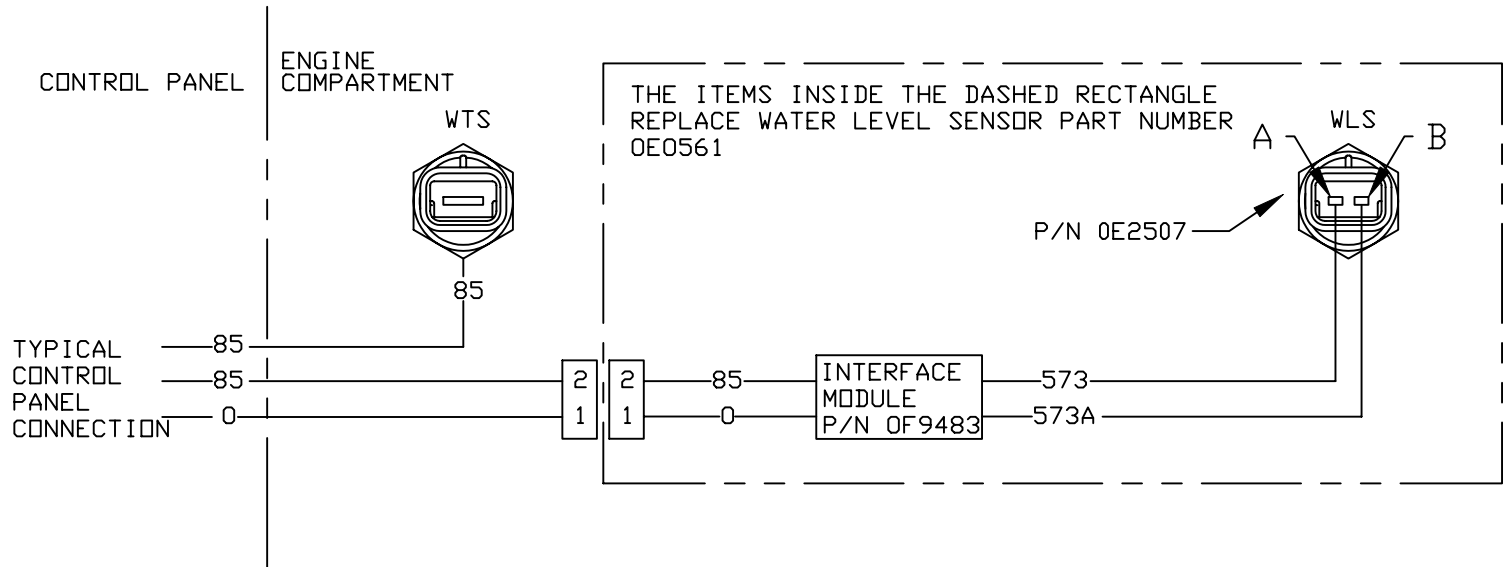 CONTROL PANEL
ENGINE
COMPARTMENT
WTS
THE ITEMS INSIDE THE DASHED RECTANGLE
REPLACE WATER LEVEL SENSOR PART NUMBER
0E0561
WLS
A
B
P/N 0E2507
85
TYPICAL
CONTROL
PANEL
CONNECTION
85
85
0
2
1
2
1
85
0
INTERFACE
MODULE
P/N 0F9483
573
573A